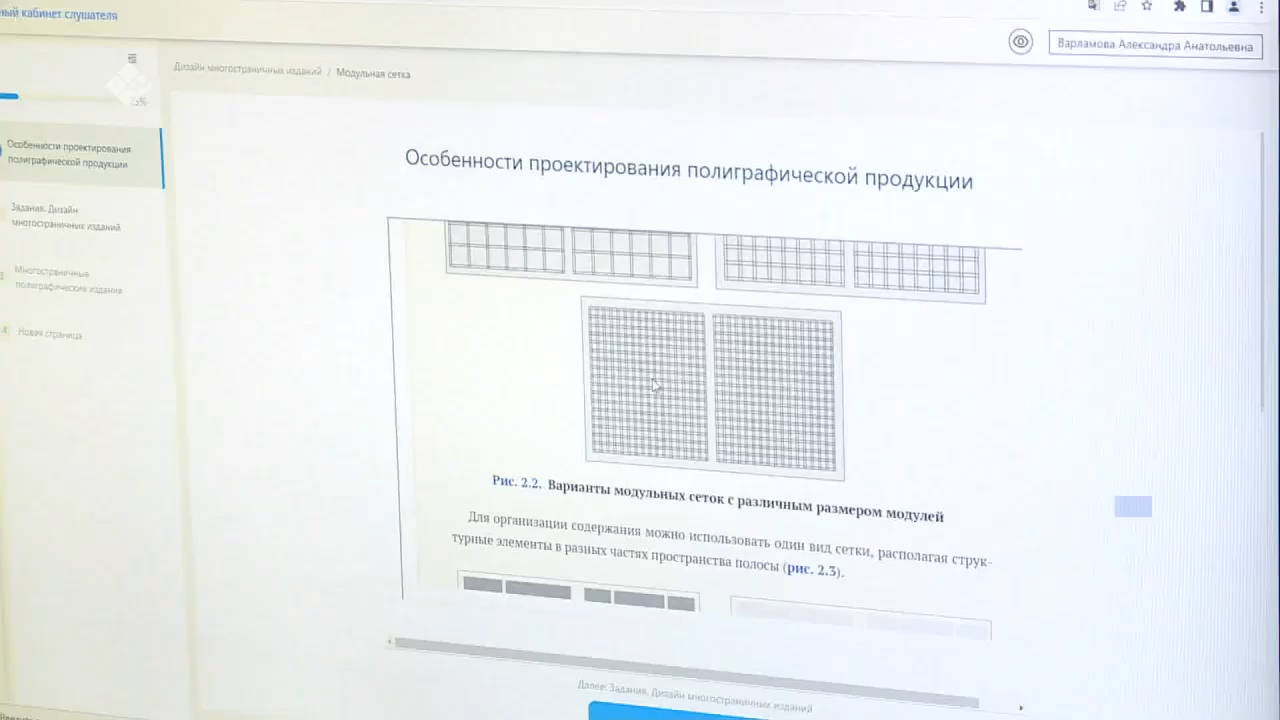 ный кабинет слушателя
Варламова Александра Анатольевна
Дизайн многостраничных изданий / Модульная сетка
Особенности проектирования
полиграфической продукции
Задания. Дизайн
многостраничных изданий
Многостраничные
полиграфические издания
4 Новая страница
Особенности проектирования полиграфической продукции
Рис. 2.2. Варианты модульных сеток с различным размером модулей
Для организации содержания можно использовать один вид сетки, располагая струк-
турные элементы в разных частях пространства полосы (рис. 2.3).
Далее: Задания. Дизайн многостраничных изданий